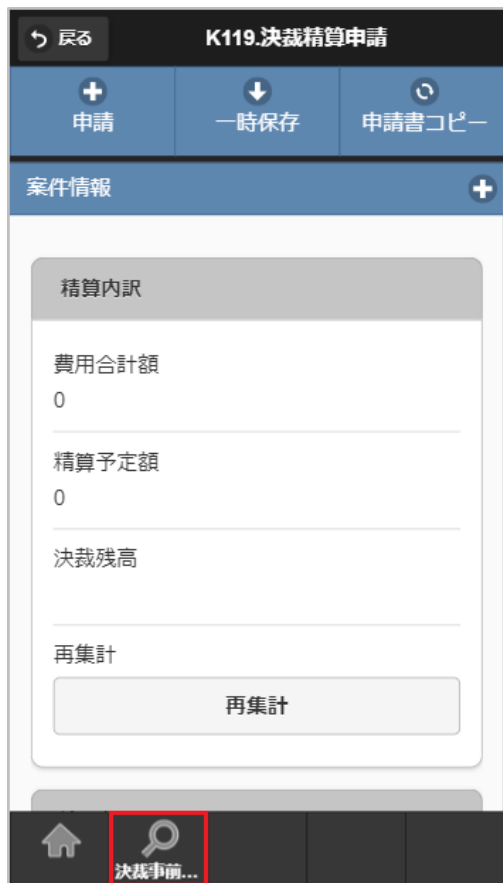 戻る
K119.決裁精算申請
申請
一時保存
申請書コピー
案件情報
精算内訳
費用合計額
0
精算予定額
0
決裁残高
再集計
再集計
決裁事前...